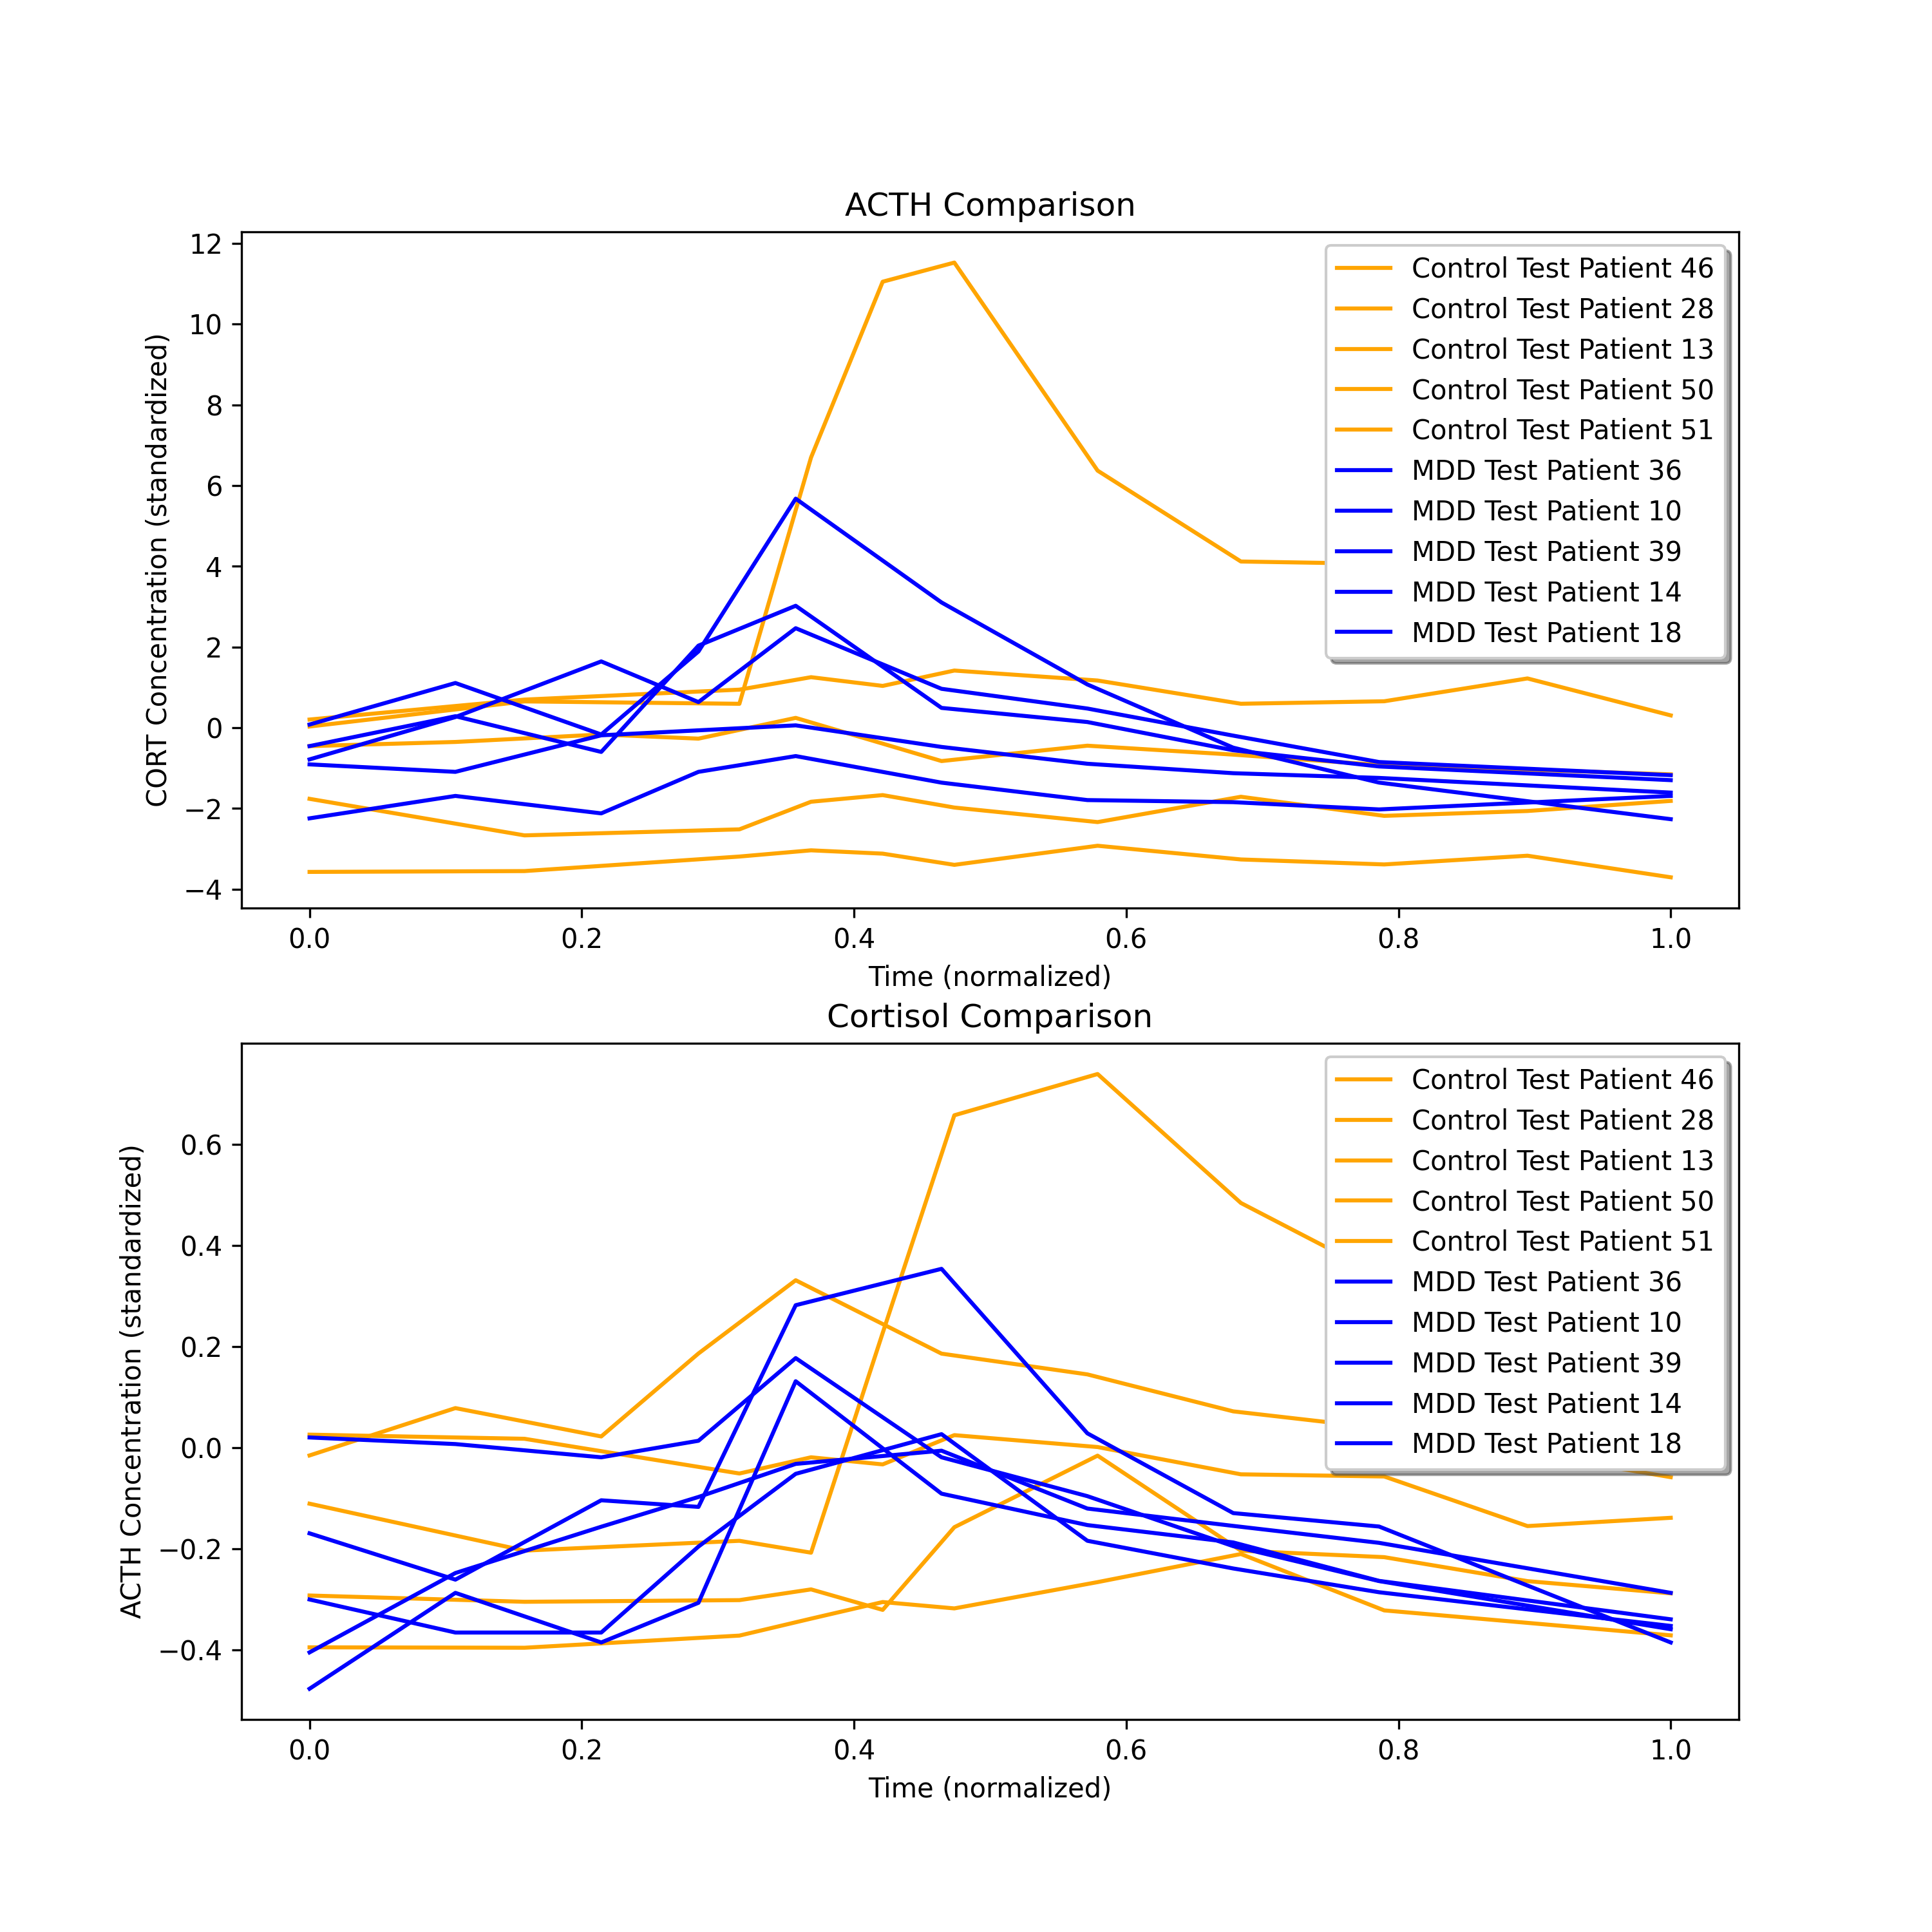 ACTH Comparison
CORT Concentration (standardized)
12
10
8
6
4
2
0
−2
−4
Control Test Patient 46
Control Test Patient 28
Control Test Patient 13
Control Test Patient 50
Control Test Patient 51
MDD Test Patient 36
MDD Test Patient 10
MDD Test Patient 39
MDD Test Patient 14
MDD Test Patient 18
0.0 0.2 0.4 0.6 0.8 1.0
Time (normalized)
Cortisol Comparison
ACTH Concentration (standardized)
0.6
0.4
0.2
0.0
−0.2
−0.4
Control Test Patient 46
Control Test Patient 28
Control Test Patient 13
Control Test Patient 50
Control Test Patient 51
MDD Test Patient 36
MDD Test Patient 10
MDD Test Patient 39
MDD Test Patient 14
MDD Test Patient 18
0.0 0.2 0.4 0.6 0.8 1.0
Time (normalized)